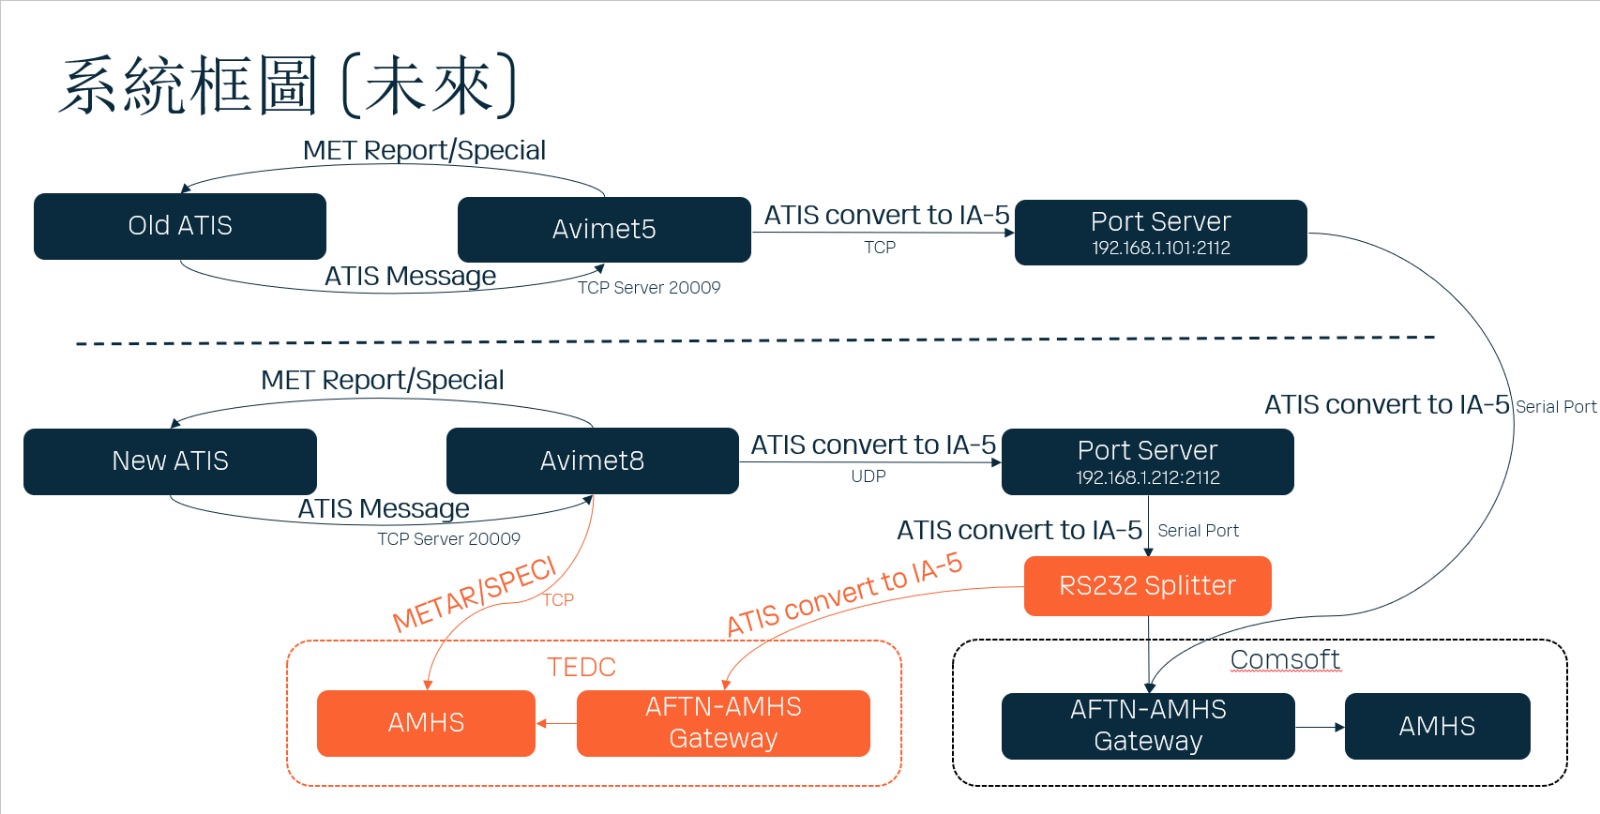 系統框圖 (未來)
MET Report/Special
Old ATIS
Avimet5
ATIS convert to IA-5
TCP
Port Server
192.168.1.101:2112
ATIS Message
TCP Server 20009
MET Report/Special
ATIS convert to IA-5
Serial Port
New ATIS
Avimet8
ATIS convert to IA-5
UDP
Port Server
192.168.1.212:2112
ATIS Message
TCP Server 20009
ATIS convert to IA-5
Serial Port
METAR/SPECI
TCP
ATIS convert to IA-5
RS232 Splitter
TEDC
AMHS
AFTN-AMHS
Gateway
Comsoft
AFTN-AMHS
Gateway
AMHS